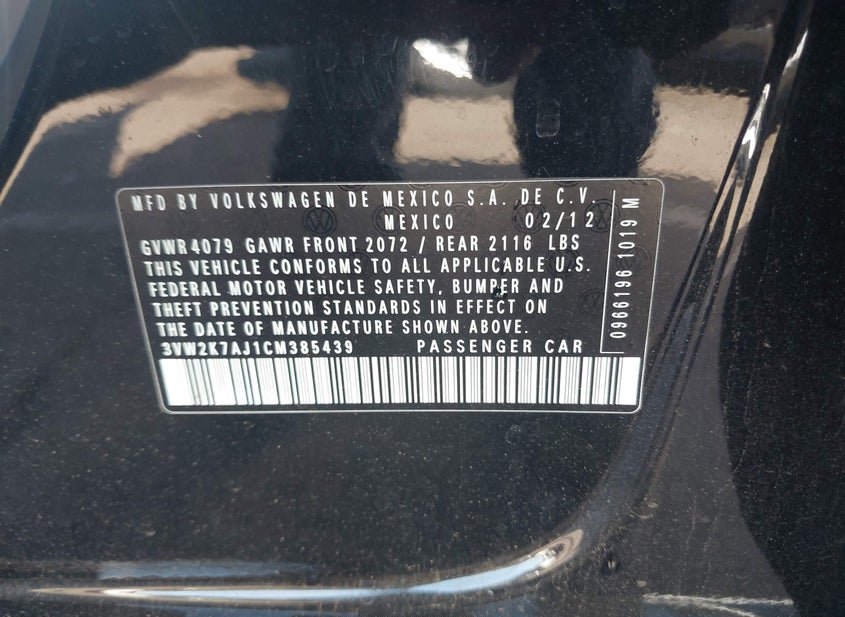 MFD BY VOLKSWAGEN DE MEXICO S.A. DE C.V.
MEXICO 02/12
GVWR 4079 GAWR FRONT 2072 / REAR 2116 LBS
THIS VEHICLE CONFORMS TO ALL APPLICABLE U.S.
FEDERAL MOTOR VEHICLE SAFETY, BUMPER AND
THEFT PREVENTION STANDARDS IN EFFECT ON
THE DATE OF MANUFACTURE SHOWN ABOVE.
3VW2K7AJ1CM385439 PASSENGER CAR
0966196 1019 M